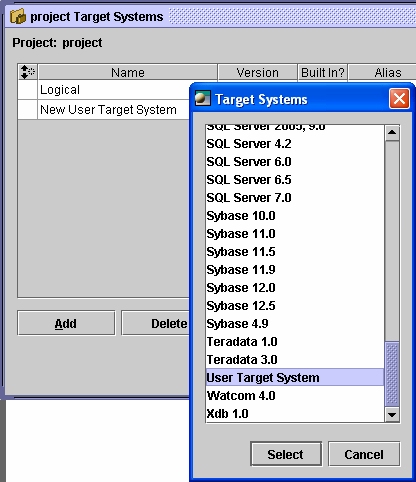 project Target Systems
Project: project
Name Version Built In? Alias
Logical
New User Target System
Add Delete
Target Systems
SQL Server 2005, 9.0
SQL Server 4.2
SQL Server 6.0
SQL Server 6.5
SQL Server 7.0
Sybase 10.0
Sybase 11.0
Sybase 11.5
Sybase 11.9
Sybase 12.0
Sybase 12.5
Sybase 4.9
Teradata 1.0
Teradata 3.0
User Target System
Watcom 4.0
Xdb 1.0
Select Cancel